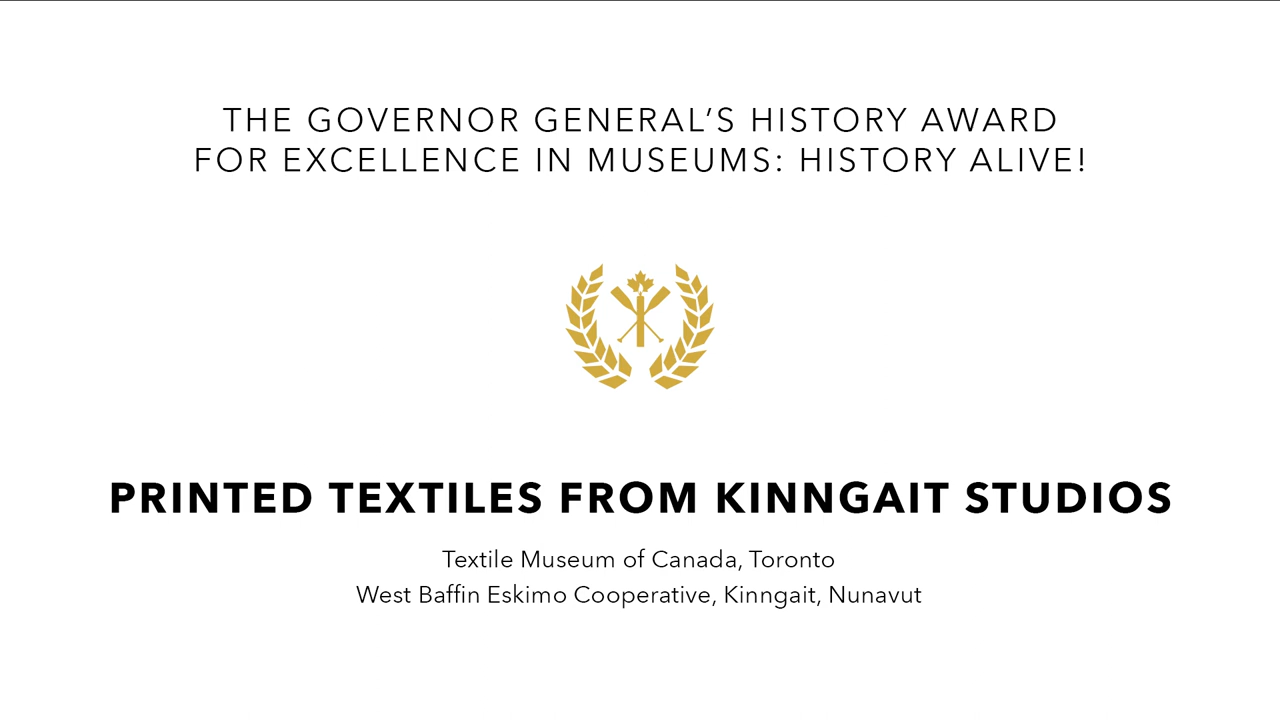 THE GOVERNOR GENERAL’S HISTORY AWARD
FOR EXCELLENCE IN MUSEUMS: HISTORY ALIVE!
PRINTED TEXTILES FROM KINNGAIT STUDIOS
Textile Museum of Canada, Toronto
West Baffin Eskimo Cooperative, Kinngait, Nunavut